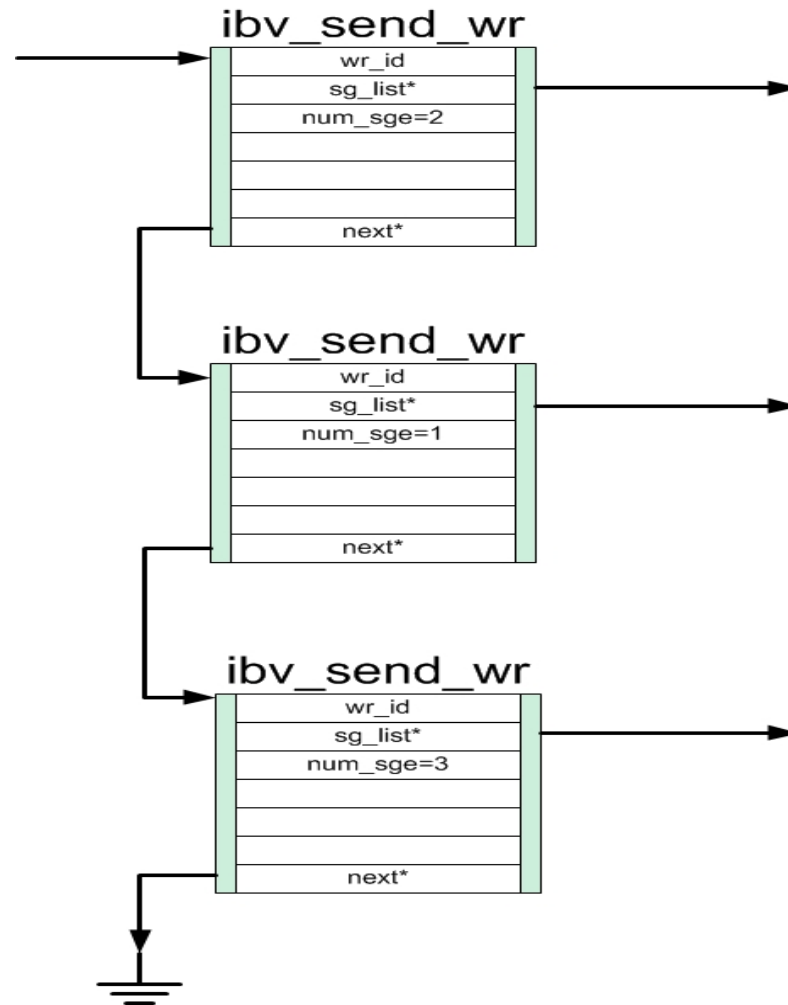 ibv_send_wr
wr_id
sg_list*
num_sge=2
next*
ibv_send_wr
wr_id
sg_list*
num_sge=1
next*
ibv_send_wr
wr_id
sg_list*
num_sge=3
next*